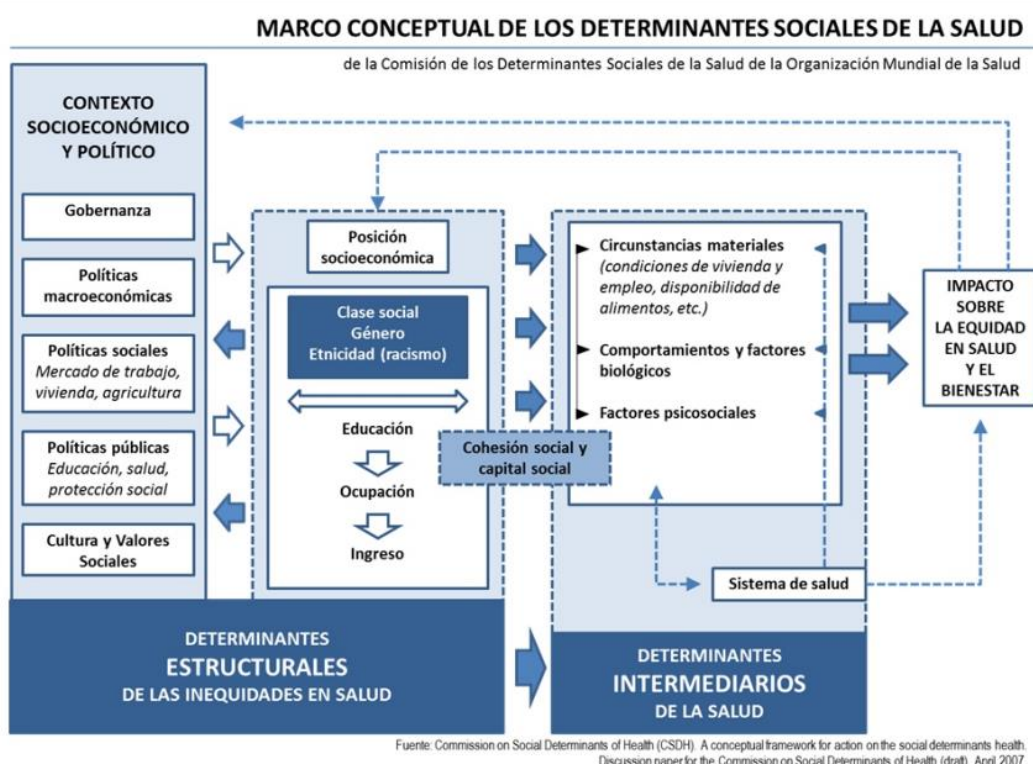 MARCO CONCEPTUAL DE LOS DETERMINANTES SOCIALES DE LA SALUD
de la Comisión de los Determinantes Sociales de la Salud de la Organización Mundial de la Salud
CONTEXTO
SOCIOECONÓMICO
Y POLÍTICO
Gobernanza
Políticas
macroeconómicas
Políticas sociales
Mercado de trabajo,
vivienda, agricultura
Políticas públicas
Educación, salud,
protección social
Cultura y Valores
Sociales
Posición
socioeconómica
Clase social
Género
Etnicidad (racismo)
Educación
Ocupación
Ingreso
Cohesión social y
capital social
Circunstancias materiales
(condiciones de vivienda y
empleo, disponibilidad de
alimentos, etc.)
Comportamientos y factores
biológicos
Factores psicosociales
Sistema de salud
IMPACTO
SOBRE
LA EQUIDAD
EN SALUD
Y EL
BIENESTAR
DETERMINANTES
ESTRUCTURALES
DE LAS INEQUIDADES EN SALUD
DETERMINANTES
INTERMEDIARIOS
DE LA SALUD
Fuente: Commission on Social Determinants of Health (CSDH). A conceptual framework for action on the social determinants health.
Discussion paper for the Commission on Social Determinants of Health (draft). April 2007.